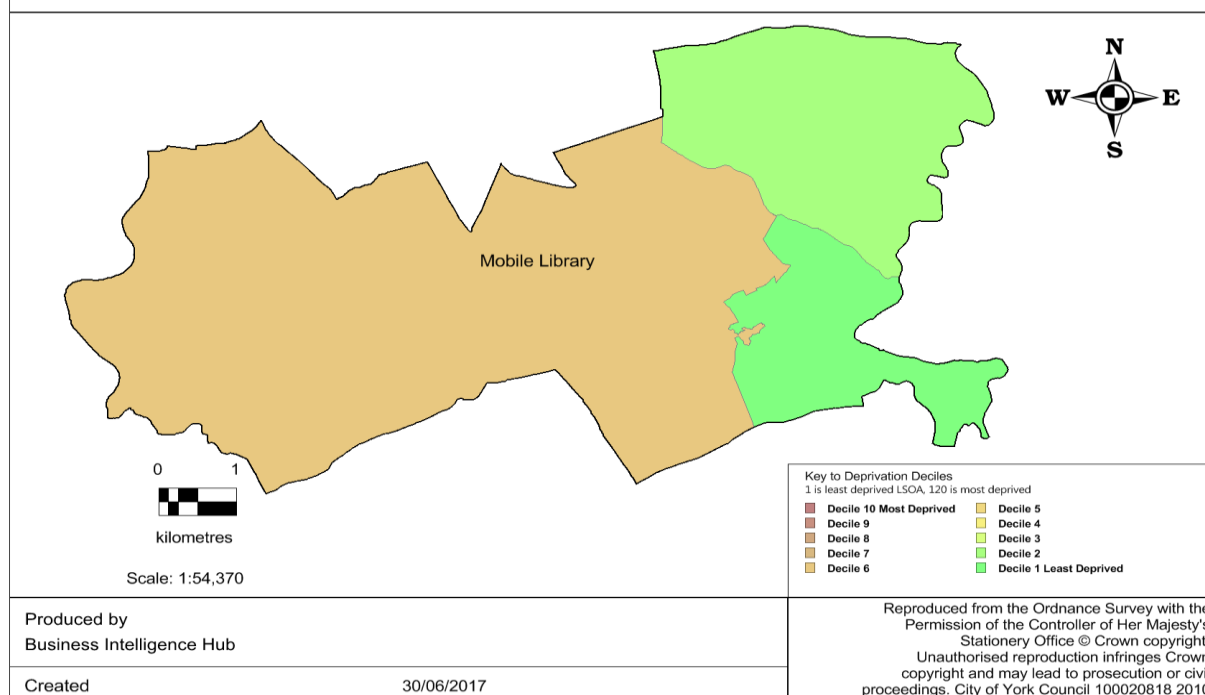 N
W E
S
Mobile Library
0 1
kilometres
Scale: 1:54,370
Key to Deprivation Deciles
1 is least deprived LSOA, 120 is most deprived
Decile 10 Most Deprived
Decile 9
Decile 8
Decile 7
Decile 6
Decile 5
Decile 4
Decile 3
Decile 2
Decile 1 Least Deprived
Produced by
Business Intelligence Hub
Created 30/06/2017
Reproduced from the Ordnance Survey with the
Permission of the Controller of Her Majesty's
Stationery Office © Crown copyright
Unauthorised reproduction infringes Crown
copyright and may lead to prosecution or civi
proceedings. City of York Council 100020818 2010